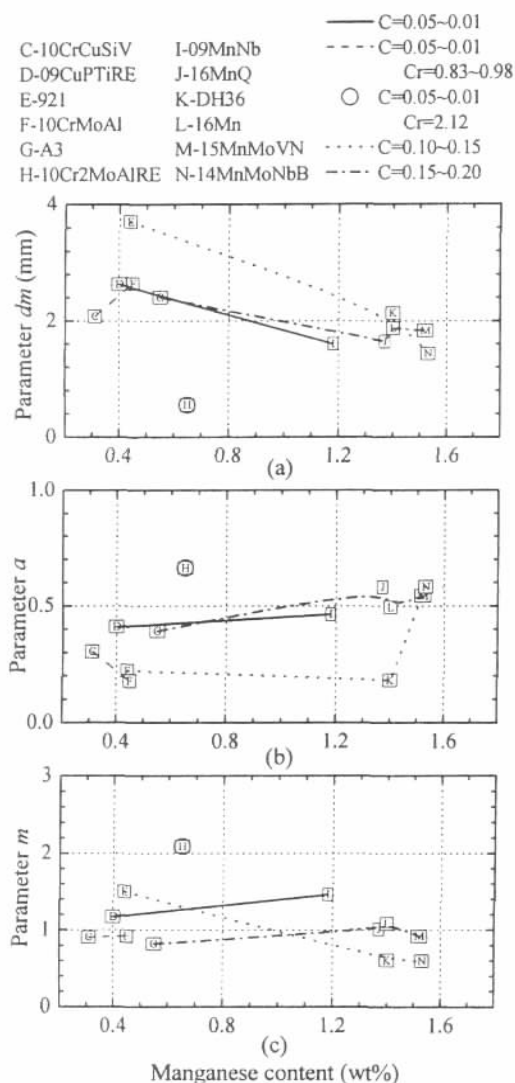 C=0.05~0.01
C-10CrCuSiV I-09MnNb C=0.05~0.01
D-09CuPTiRE J-16MnQ Cr=0.83~0.98
E-921 K-DH36 C=0.05~0.01
F-10CrMoAl L-16Mn Cr=2.12
G-A3 M-15MnMoVN C=0.10~0.15
H-10Cr2MoAlRE N-14MnMoNbB C=0.15~0.20
4
Parameter dm (mm)
2
0
K
M
N
H
0.4 0.8 1.2 1.6
(a)
1.0
Parameter a
0.5
0.0
H
J
N
L
K
F
0.4 0.8 1.2 1.6
(b)
3
Parameter m
2
1
0
H
M
K
N
0.4 0.8 1.2 1.6
(c)
Manganese content (wt%)